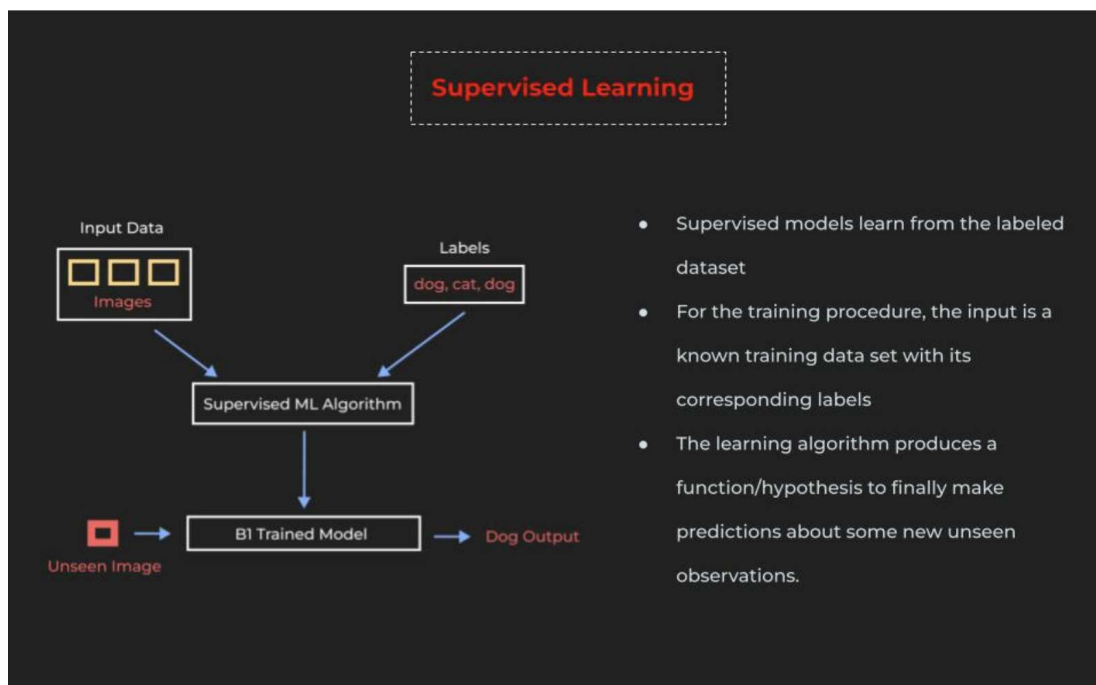 Supervised Learning
Input Data
Images
Labels
dog, cat, dog
Supervised ML Algorithm
B1 Trained Model
Unseen Image
Dog Output
● Supervised models learn from the labeled
dataset
● For the training procedure, the input is a
known training data set with its
corresponding labels
● The learning algorithm produces a
function/hypothesis to finally make
predictions about some new unseen
observations.